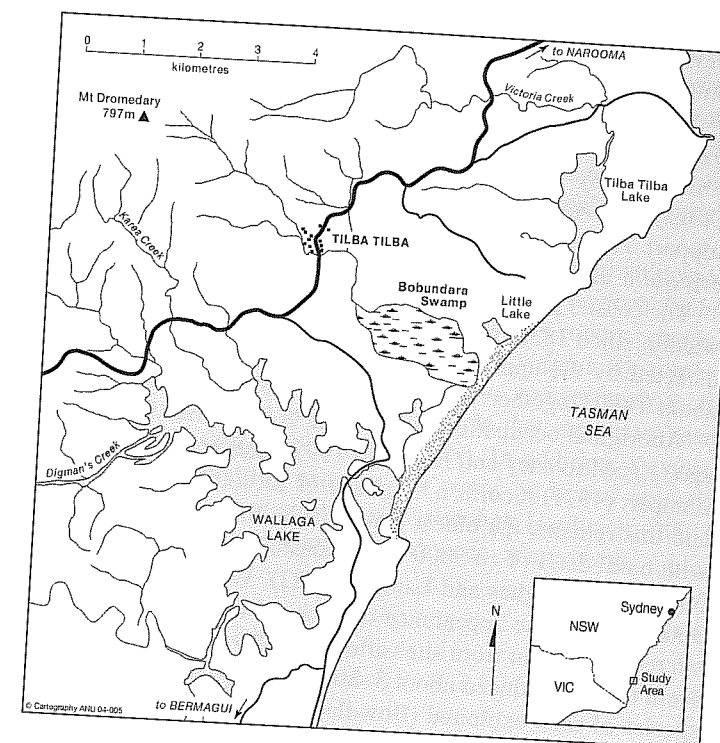 0 1 2 3 4
kilometres
to NAROOMA
Mt Dromedary
797m
Victoria Creek
Tilba Tilba
Lake
Karea Creek
TILBA TILBA
Bobundara
Swamp
Little
Lake
TASMAN
SEA
Digman's Creek
WALLAGA
LAKE
N
Sydney
NSW
VIC
Study
Area
to BERMAGUI
© Cartography ANU 04-005